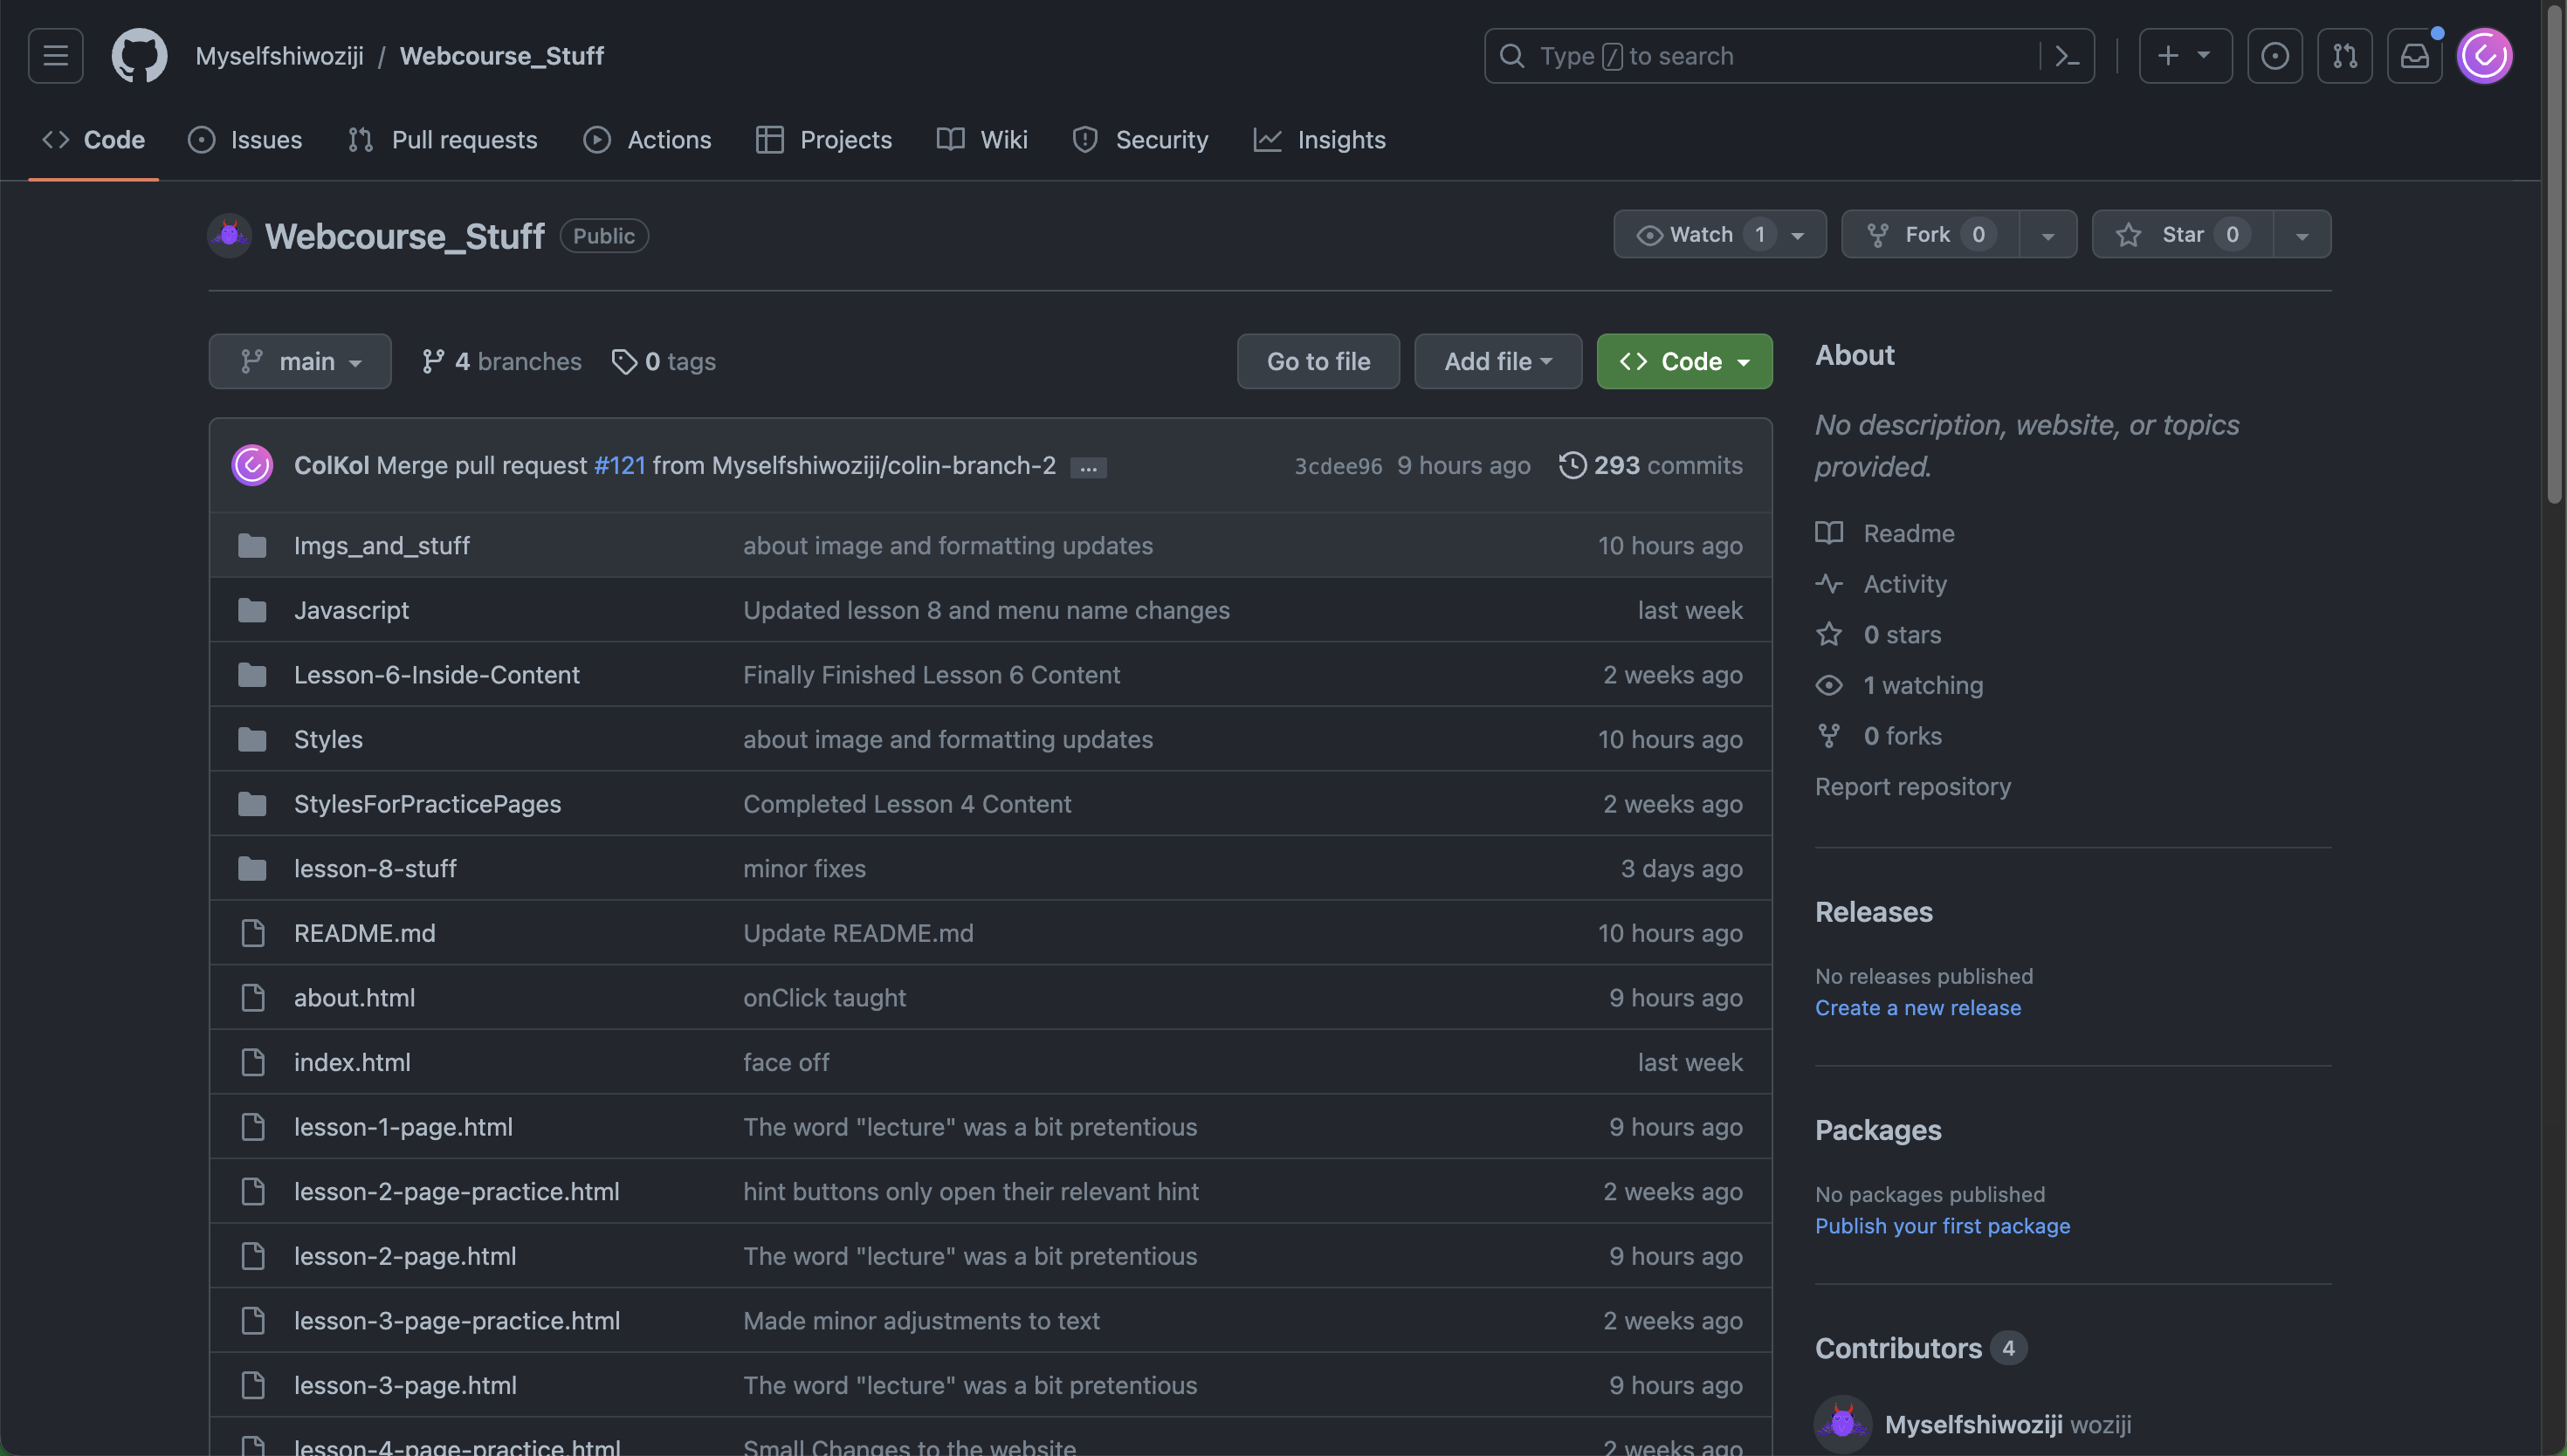 Myselfshiwoziji / Webcourse_Stuff
Type / to search
Code Issues Pull requests Actions Projects Wiki Security Insights
Webcourse_Stuff Public
Watch 1 Fork 0 Star 0
main 4 branches 0 tags Go to file Add file Code
ColKol Merge pull request #121 from Myselfshiwoziji/colin-branch-2 ... 3cdee96 9 hours ago 293 commits
Imgs_and_stuff about image and formatting updates 10 hours ago
Javascript Updated lesson 8 and menu name changes last week
Lesson-6-Inside-Content Finally Finished Lesson 6 Content 2 weeks ago
Styles about image and formatting updates 10 hours ago
StylesForPracticePages Completed Lesson 4 Content 2 weeks ago
lesson-8-stuff minor fixes 3 days ago
README.md Update README.md 10 hours ago
about.html onClick taught 9 hours ago
index.html face off last week
lesson-1-page.html The word "lecture" was a bit pretentious 9 hours ago
lesson-2-page-practice.html hint buttons only open their relevant hint 2 weeks ago
lesson-2-page.html The word "lecture" was a bit pretentious 9 hours ago
lesson-3-page-practice.html Made minor adjustments to text 2 weeks ago
lesson-3-page.html The word "lecture" was a bit pretentious 9 hours ago
lesson-4-page-practice.html Small Changes to the website 2 weeks ago
About
No description, website, or topics
provided.
Readme
Activity
0 stars
1 watching
0 forks
Report repository
Releases
No releases published
Create a new release
Packages
No packages published
Publish your first package
Contributors 4
Myselfshiwoziji woziji